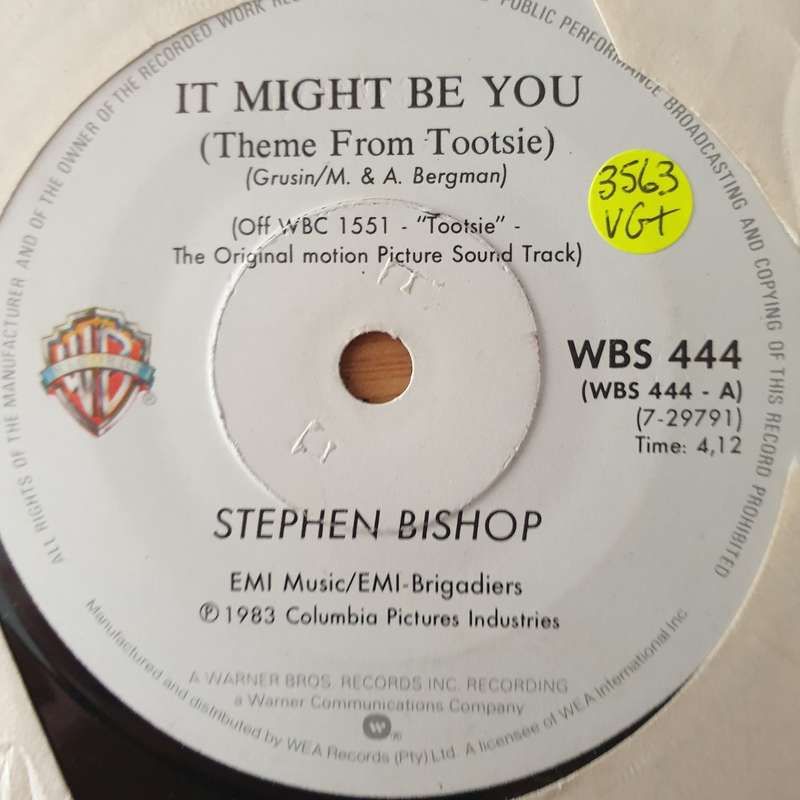 IT MIGHT BE YOU
(Theme From Tootsie)
(Grusin/M. & A. Bergman)
(Off WBC 1551 - "Tootsie" -
The Original motion Picture Sound Track)
3563
VG+
WB
WBS 444
(WBS 444 - A)
(7-29791)
Time: 4,12
STEPHEN BISHOP
EMI Music/EMI-Brigadiers
℗ 1983 Columbia Pictures Industries
A WARNER BROS. RECORDS INC. RECORDING
a Warner Communications Company
w ®
Manufactured and distributed by WEA Records (Pty) Ltd. A licensee of WEA International Inc
ALL RIGHTS OF THE MANUFACTURER AND OF THE OWNER OF THE RECORDED WORK
PUBLIC PERFORMANCE BROADCASTING AND COPYING OF THIS RECORD PROHIBITED